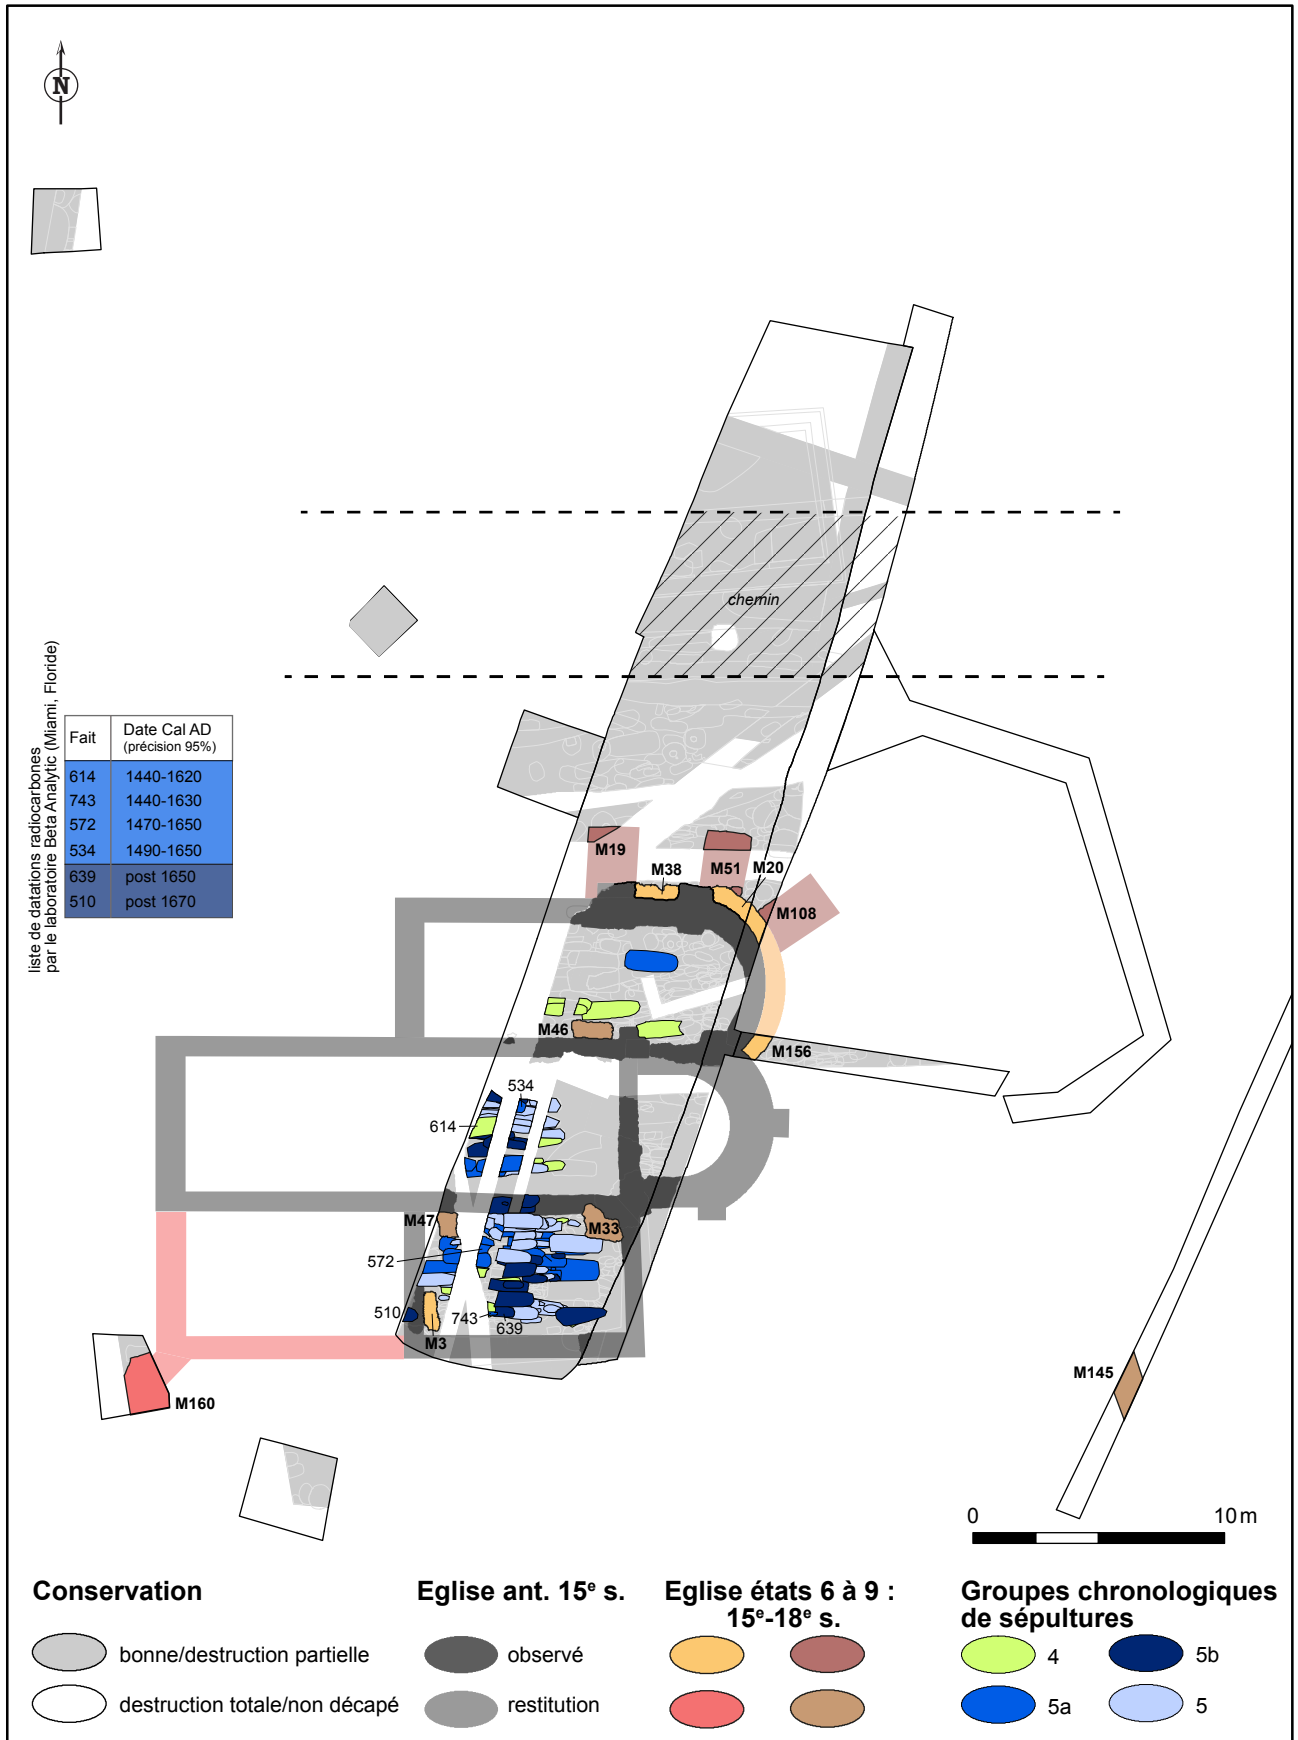 N
chemin
liste de datations radiocarbones
par le laboratoire Beta Analytic (Miami, Floride)
Fait Date Cal AD
(précision 95%)
614 1440-1620
743 1440-1630
572 1470-1650
534 1490-1650
639 post 1650
510 post 1670
M19
M38
M51
M20
M108
M46
M156
534
614
M47
M33
572
510
743
639
M3
M160
M145
0 10 m
Conservation
bonne/destruction partielle
destruction totale/non décapé
Eglise ant. 15e s.
observé
restitution
Eglise états 6 à 9 :
15e-18e s.
Groupes chronologiques
de sépultures
4
5b
5a
5